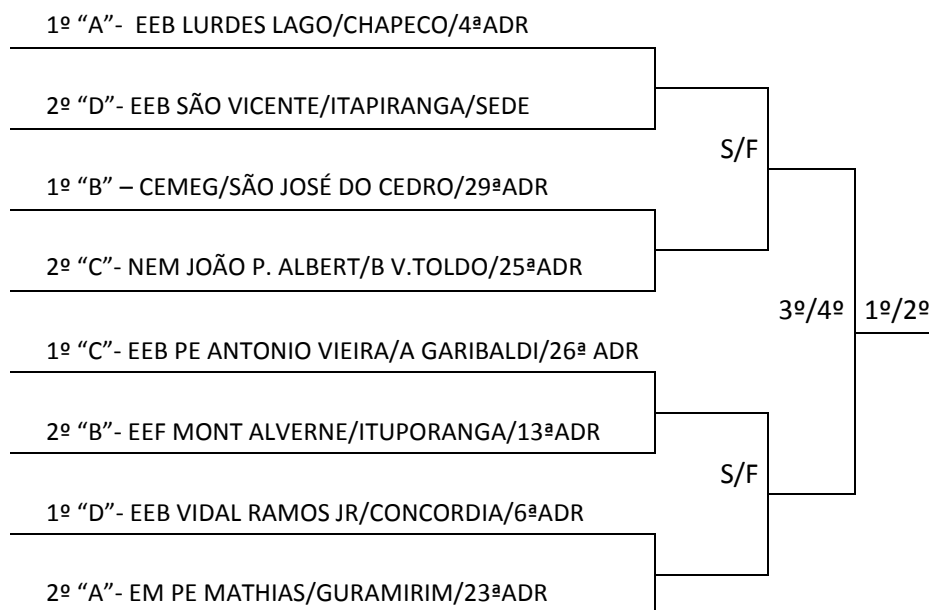 1º “A”- EEB LURDES LAGO/CHAPECO/4ªADR
2º “D”- EEB SÃO VICENTE/ITAPIRANGA/SEDE
S/F
1º “B” – CEMEG/SÃO JOSÉ DO CEDRO/29ªADR
2º “C”- NEM JOÃO P. ALBERT/B V.TOLDO/25ªADR
3º/4º 1º/2º
1º “C”- EEB PE ANTONIO VIEIRA/A GARIBALDI/26ª ADR
2º “B”- EEF MONT ALVERNE/ITUPORANGA/13ªADR
S/F
1º “D”- EEB VIDAL RAMOS JR/CONCORDIA/6ªADR
2º “A”- EM PE MATHIAS/GURAMIRIM/23ªADR